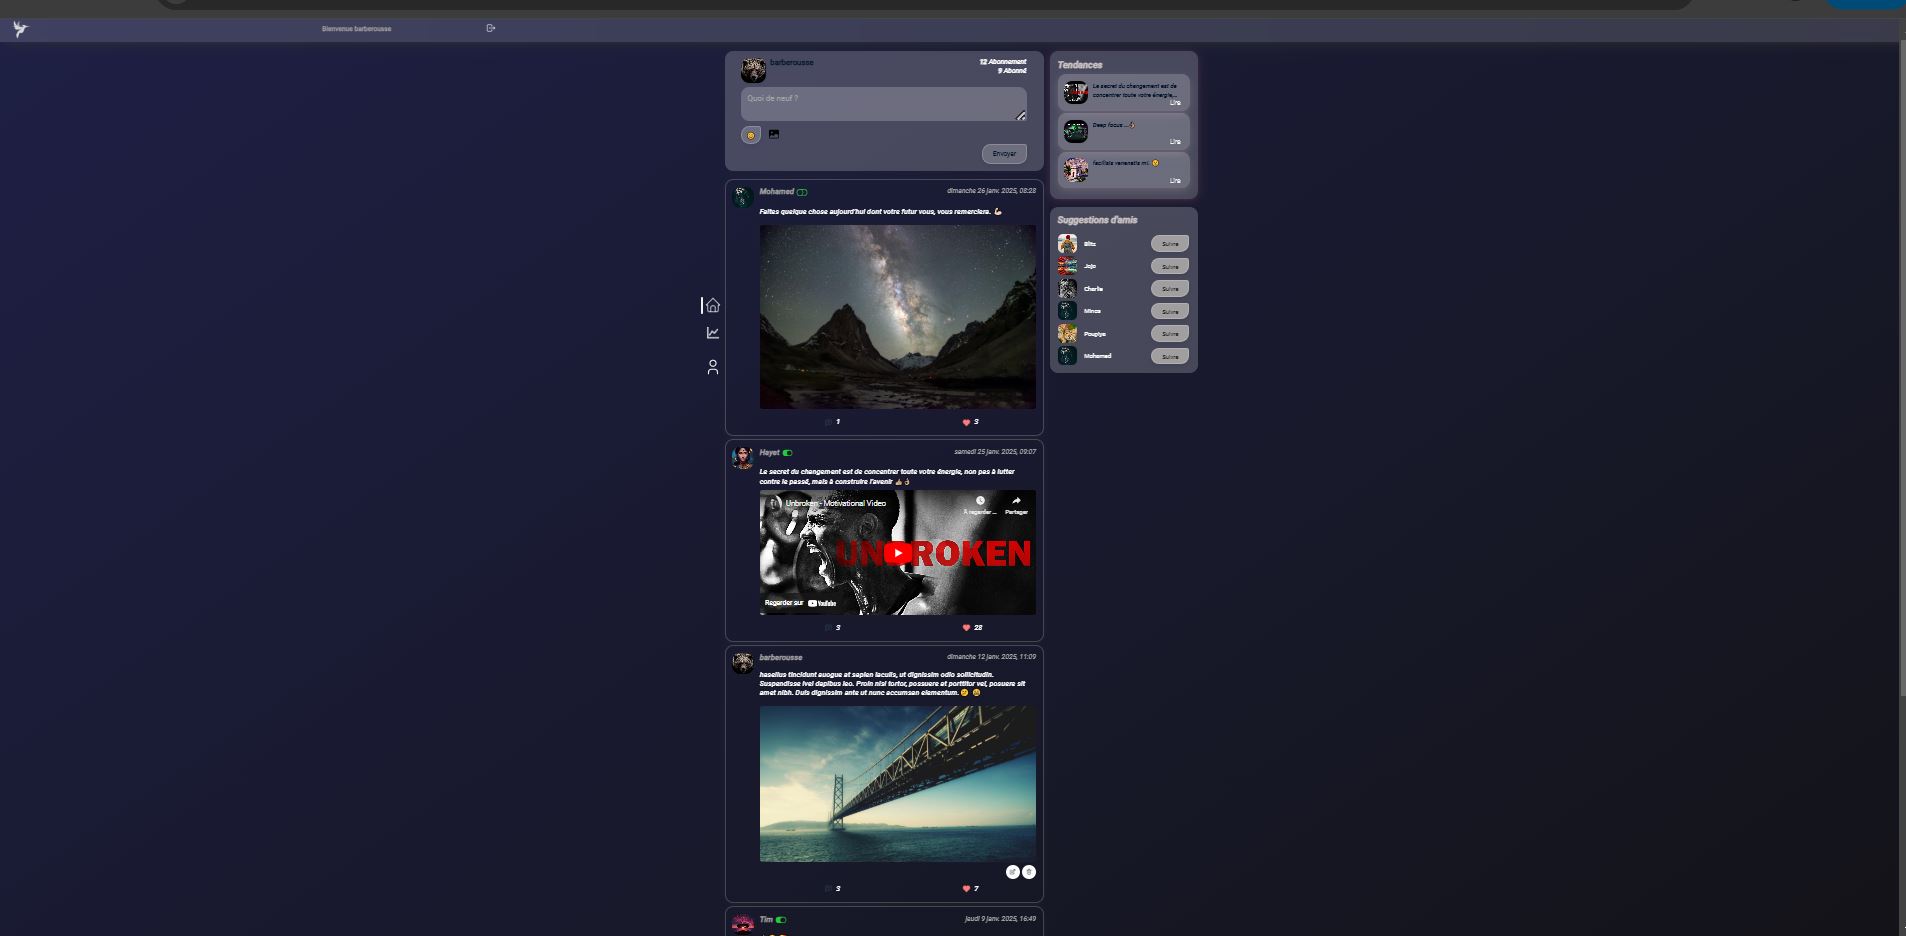 Bienvenue barberousse
barberousse
12 Abonnement
9 Abonné
Quoi de neuf ?
Envoyer
Mohamed
dimanche 26 janv. 2025, 08:28
Faites quelque chose aujourd'hui dont votre futur vous, vous remerciera. 💪🏼
1
3
Hayet
samedi 25 janv. 2025, 09:07
Le secret du changement est de concentrer toute votre énergie, non pas à lutter
contre le passé, mais à construire l'avenir
Unbroken - Motivational Video
À regarder ...
Partager
UNBROKEN
Regarder sur YouTube
3
28
barberousse
dimanche 12 janv. 2025, 11:09
hasellus tincidunt auogue at sapien iaculis, ut dignissim odio sollicitudin.
Suspendisse ivel dapibus leo. Proin nisl tortor, possuere at porttitor vel, posuere sit
amet nibh. Duis dignissim ante ut nunc accumsan elementum.
3
7
Tim
jeudi 9 janv. 2025, 16:49
Tendances
Le secret du changement est de
concentrer toute votre énergie,...
Lire
Deep focus ...
Lire
facilisis venenatis mi.
Lire
Suggestions d'amis
Blitz
Suivre
Jojo
Suivre
Charlie
Suivre
Minos
Suivre
Poupiye
Suivre
Mohamed
Suivre